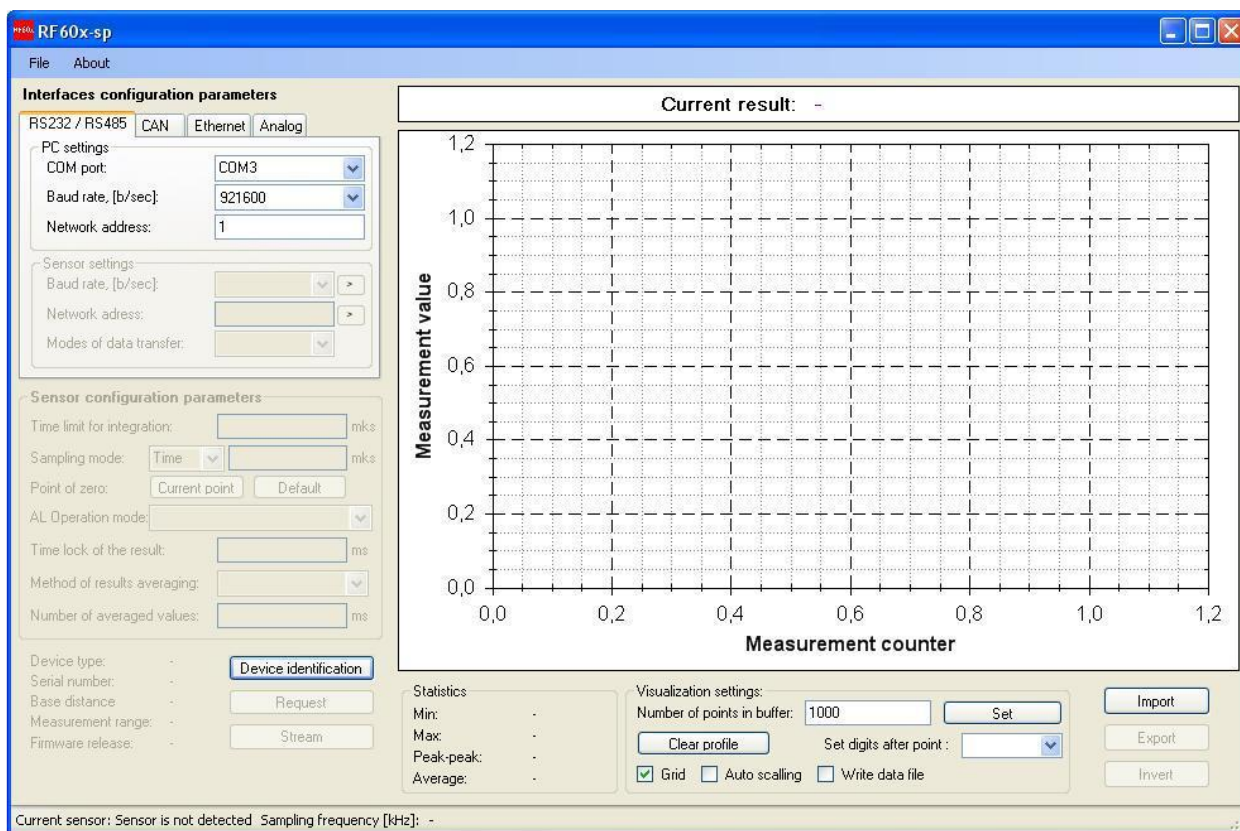 RF60x RF60x-sp
File About
Interfaces configuration parameters
RS232 / RS485 CAN Ethernet Analog
PC settings
COM port: COM3
Baud rate, [b/sec]: 921600
Network address: 1
Sensor settings
Baud rate, [b/sec]: >
Network adress: >
Modes of data transfer:
Sensor configuration parameters
Time limit for integration: mks
Sampling mode: Time mks
Point of zero: Current point Default
AL Operation mode:
Time lock of the result: ms
Method of results averaging:
Number of averaged values: ms
Device type: -
Serial number: -
Base distance -
Measurement range: -
Firmware release: -
Device identification
Request
Stream
Current result: -
Measurement value
1,2
1,0
0,8
0,6
0,4
0,2
0,0
0,0 0,2 0,4 0,6 0,8 1,0 1,2
Measurement counter
Statistics
Min: -
Max: -
Peak-peak: -
Average: -
Visualization settings:
Number of points in buffer: 1000 Set
Clear profile Set digits after point :
Grid Auto scalling Write data file
Import
Export
Invert
Current sensor: Sensor is not detected Sampling frequency [kHz]: -